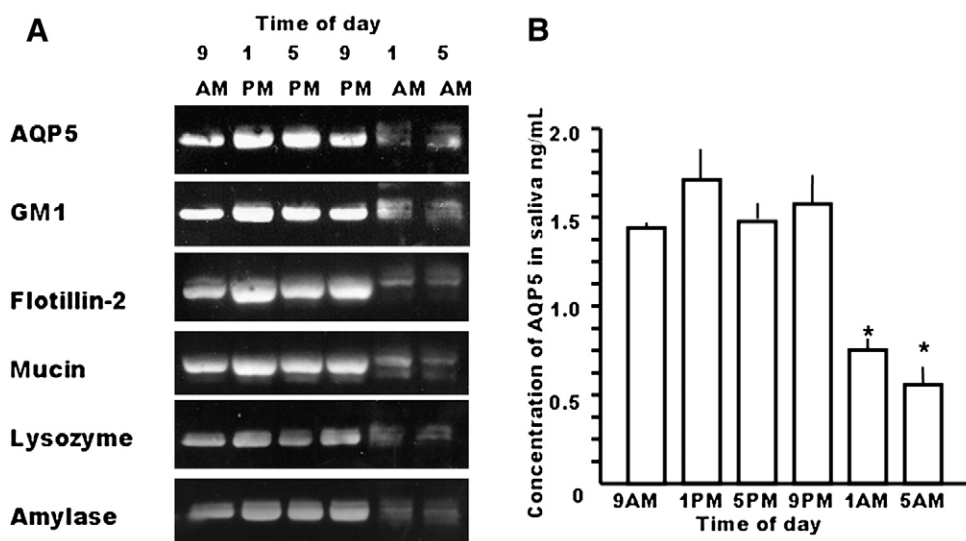 A
Time of day
9 1 5 9 1 5
AM PM PM PM AM AM
AQP5
GM1
Flotillin-2
Mucin
Lysozyme
Amylase
B
Concentration of AQP5 in saliva ng/mL
2.0
1.5
1.0
0.5
0
* *
9AM 1PM 5PM 9PM 1AM 5AM
Time of day